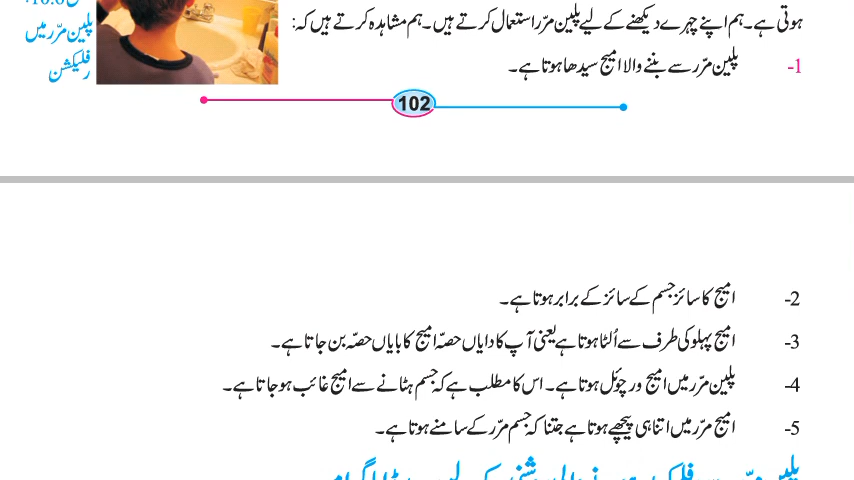 ہوتی ہے۔ ہم اپنے چہرے دیکھنے کے لیے پلین مرّر استعمال کرتے ہیں۔ ہم مشاہدہ کرتے ہیں کہ:
پلین مرّر میں
رفلیکشن
1- پلین مرّر سے بننے والا امیج سیدھا ہوتا ہے۔
102
2- امیج کا سائز جسم کے سائز کے برابر ہوتا ہے۔
3- امیج پہلو کی طرف سے اُلٹا ہوتا ہے یعنی آپ کا دایاں حصّہ امیج کا بایاں حصّہ بن جاتا ہے۔
4- پلین مرّر میں امیج ورچوئل ہوتا ہے۔ اس کا مطلب ہے کہ جسم ہٹانے سے امیج غائب ہو جاتا ہے۔
5- امیج مرّر میں اتنا ہی پیچھے ہوتا ہے جتنا کہ جسم مرّر کے سامنے ہوتا ہے۔